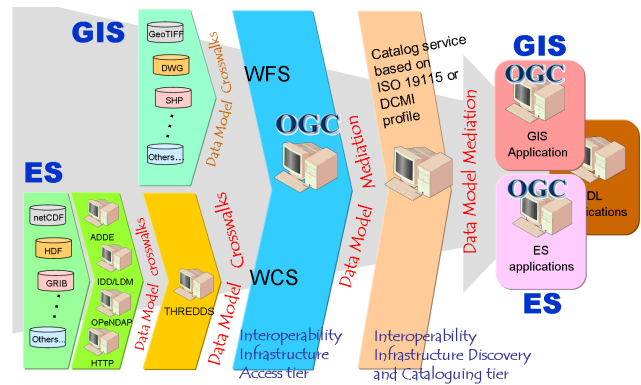 GIS
GeoTIFF
DWG
SHP
Others...
Data Model Crosswalks
WFS
OGC
WCS
Interoperability
Infrastructure
Access tier
ES
netCDF
HDF
GRIB
Others...
ADDE
IDD/LDM
OPeNDAP
HTTP
Data Model crosswalks
THREDDS
Data Model Crosswalks
Data Model Mediation
Catalog service
based on
ISO 19115 or
DCMI
profile
Interoperability
Infrastructure Discovery
and Cataloguing tier
Data Model Mediation
GIS
OGC
GIS
Application
DL
OGC
ES
applications
ES